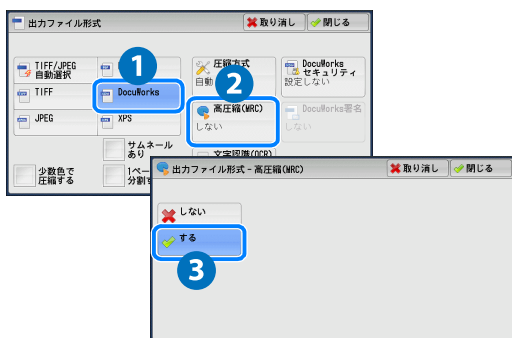 出力ファイル形式
取り消し
閉じる
TIFF/JPEG
自動選択
圧縮方式
自動
DocuWorks
セキュリティ
設定しない
TIFF
DocuWorks
高圧縮(MRC)
しない
DocuWorks署名
しない
JPEG
XPS
サムネール
あり
文字認識(OCR)
少数色で
圧縮する
1ペー
分割す
1
2
出力ファイル形式 - 高圧縮(MRC)
取り消し
閉じる
しない
する
3